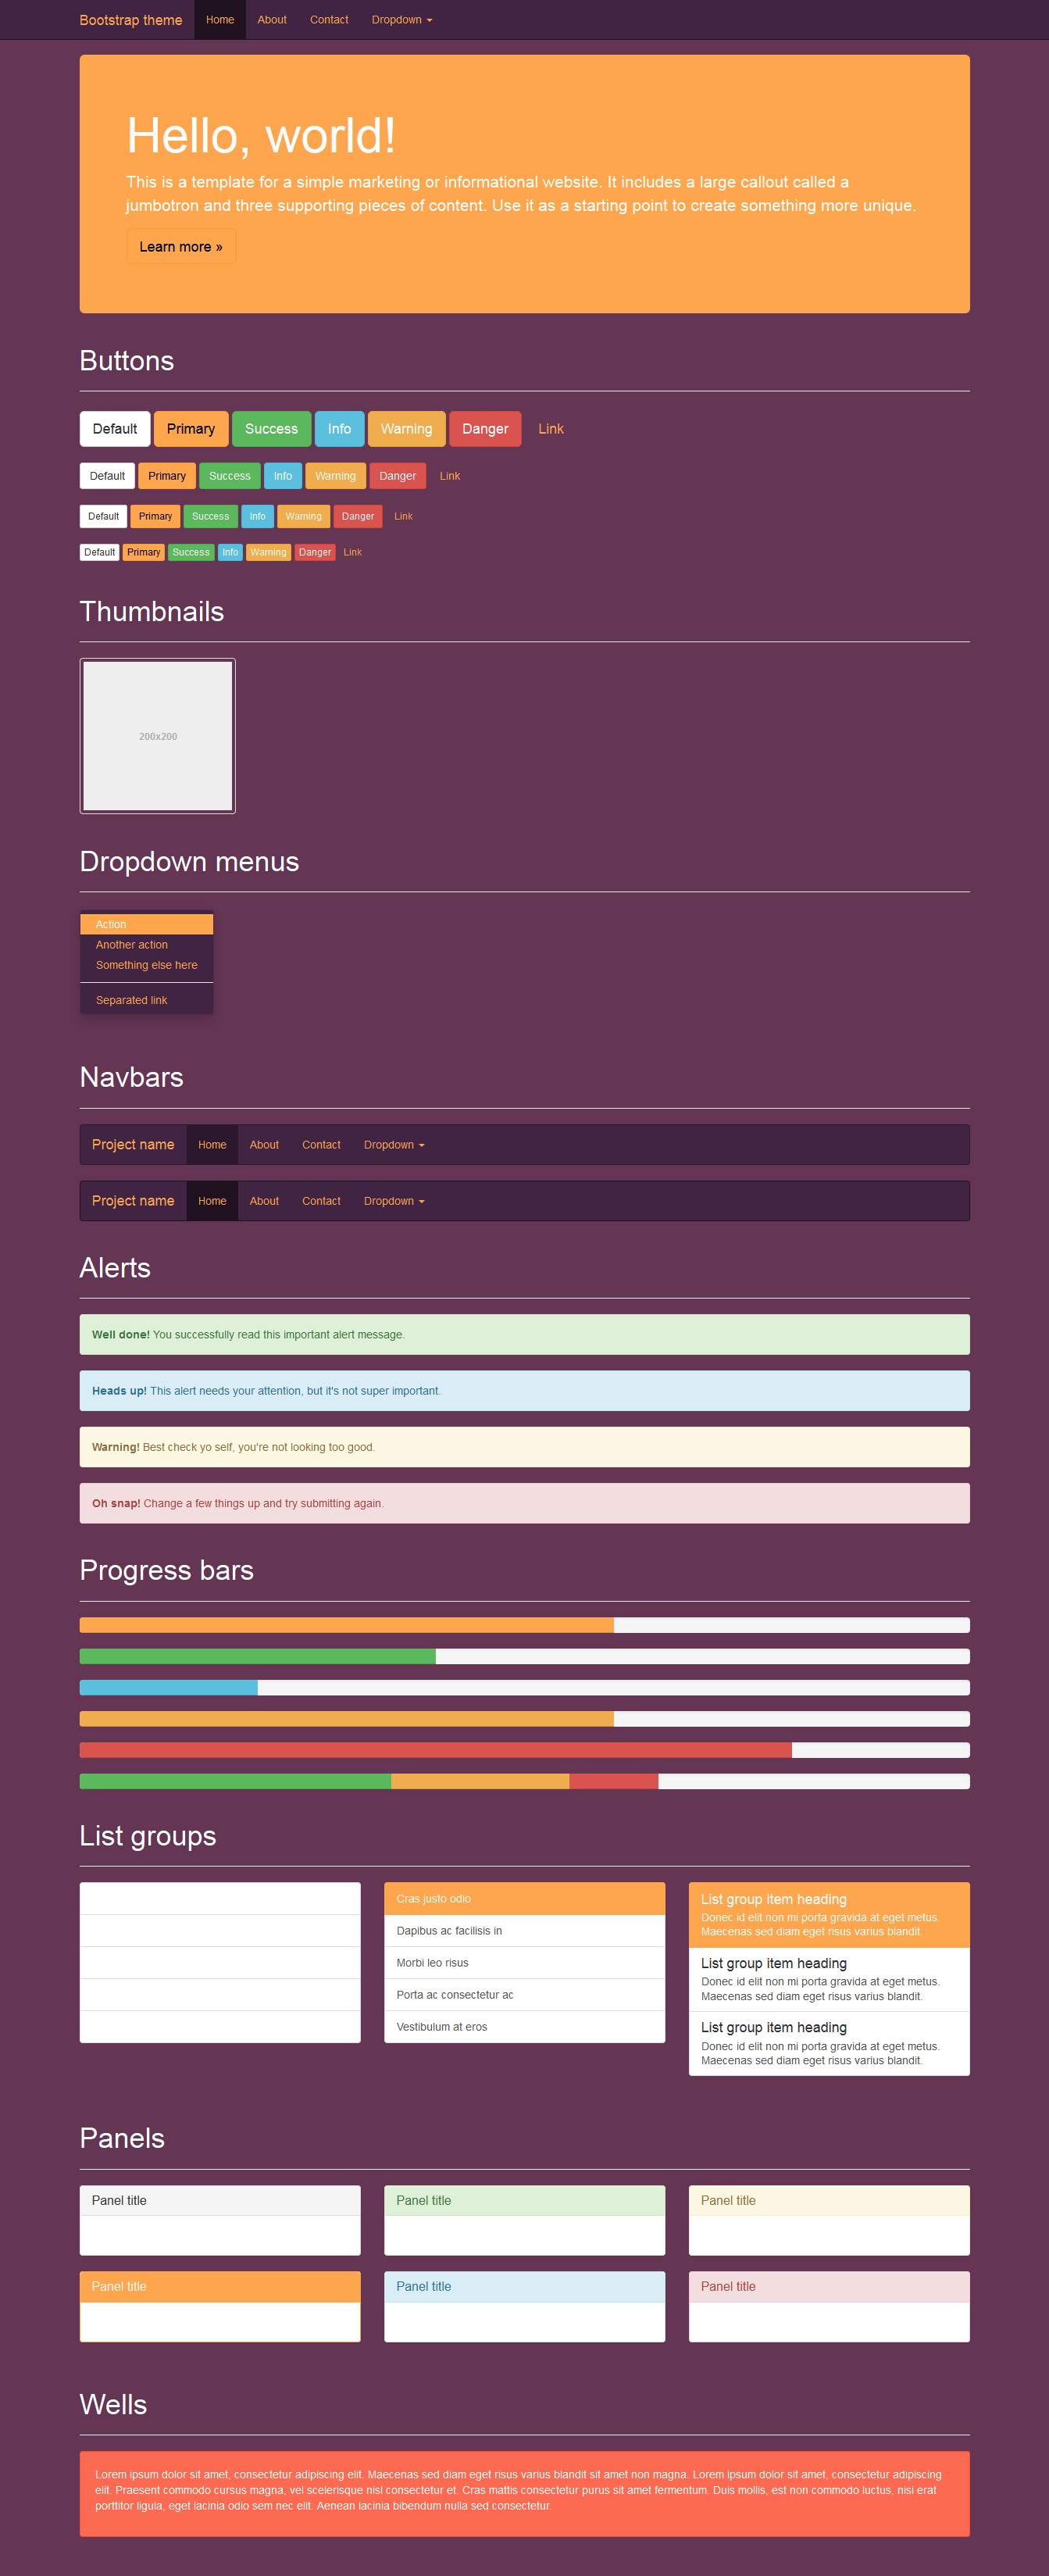 Bootstrap theme Home About Contact Dropdown
Hello, world!
This is a template for a simple marketing or informational website. It includes a large callout called a
jumbotron and three supporting pieces of content. Use it as a starting point to create something more unique.
Learn more »
Buttons
Default Primary Success Info Warning Danger Link
Default Primary Success Info Warning Danger Link
Default Primary Success Info Warning Danger Link
Default Primary Success Info Warning Danger Link
Thumbnails
200x200
Dropdown menus
Action
Another action
Something else here
Separated link
Navbars
Project name Home About Contact Dropdown
Project name Home About Contact Dropdown
Alerts
Well done! You successfully read this important alert message.
Heads up! This alert needs your attention, but it's not super important.
Warning! Best check yo self, you're not looking too good.
Oh snap! Change a few things up and try submitting again.
Progress bars
List groups
Cras justo odio
Dapibus ac facilisis in
Morbi leo risus
Porta ac consectetur ac
Vestibulum at eros
List group item heading
Donec id elit non mi porta gravida at eget metus.
Maecenas sed diam eget risus varius blandit.
List group item heading
Donec id elit non mi porta gravida at eget metus.
Maecenas sed diam eget risus varius blandit.
List group item heading
Donec id elit non mi porta gravida at eget metus.
Maecenas sed diam eget risus varius blandit.
Panels
Panel title Panel title Panel title
Panel title Panel title Panel title
Wells
Lorem ipsum dolor sit amet, consectetur adipiscing elit. Maecenas sed diam eget risus varius blandit sit amet non magna. Lorem ipsum dolor sit amet, consectetur adipiscing
elit. Praesent commodo cursus magna, vel scelerisque nisl consectetur et. Cras mattis consectetur purus sit amet fermentum. Duis mollis, est non commodo luctus, nisi erat
porttitor ligula, eget lacinia odio sem nec elit. Aenean lacinia bibendum nulla sed consectetur.